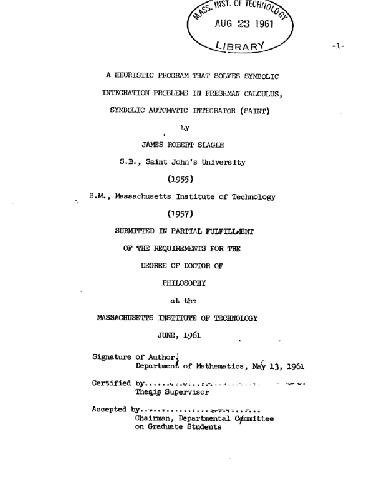 MASS. INST. OF TECHNOLOGY
AUG 23 1961
LIBRARY
-1-
A HEURISTIC PROGRAM THAT SOLVES SYMBOLIC
INTEGRATION PROBLEMS IN FRESHMAN CALCULUS,
SYMBOLIC AUTOMATIC INTEGRATOR (SAINT)
by
JAMES ROBERT SLAGLE
S.B., Saint John's University
(1955)
S.M., Massachusetts Institute of Technology
(1957)
SUBMITTED IN PARTIAL FULFILLMENT
OF THE REQUIREMENTS FOR THE
DEGREE OF DOCTOR OF
PHILOSOPHY
at the
MASSACHUSETTS INSTITUTE OF TECHNOLOGY
JUNE, 1961
Signature of Author
Department of Mathematics, May 13, 1961
Certified by
Thesis Supervisor
Accepted by
Chairman, Departmental Committee
on Graduate Students